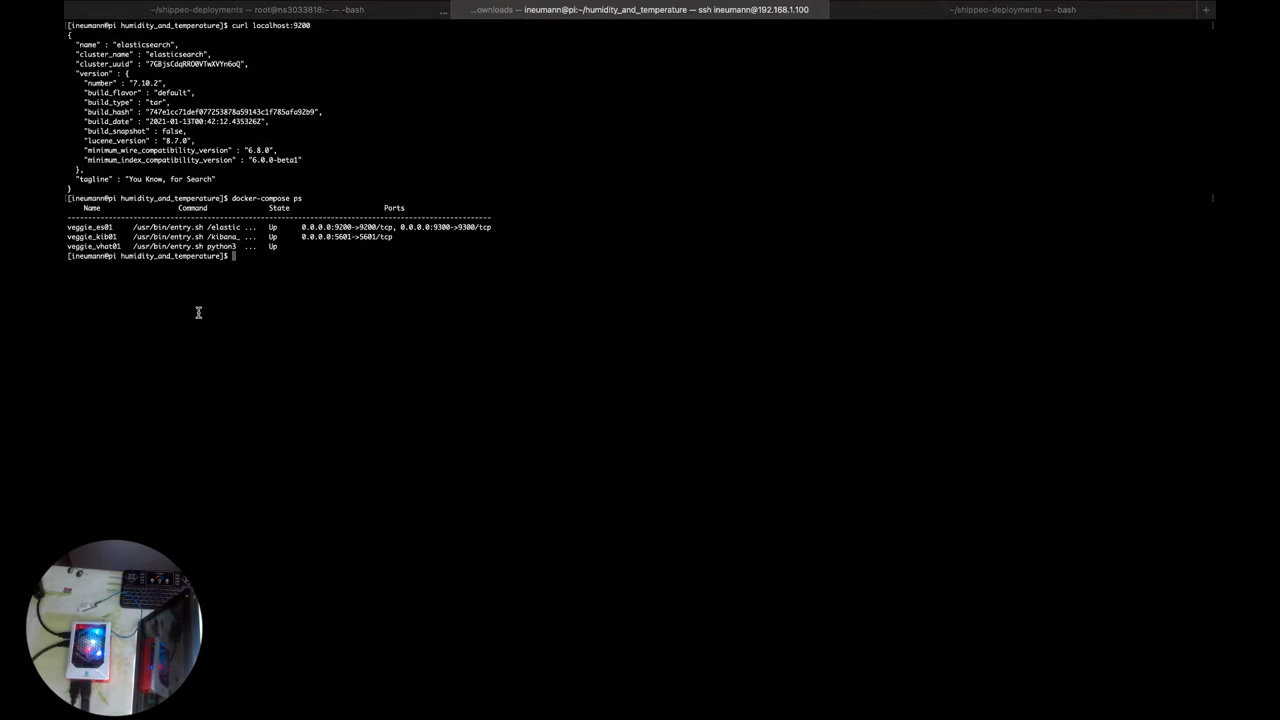 ~/shippeo-deployments — root@ns3033818:~ — -bash
...
...ownloads — ineumann@pi:~/humidity_and_temperature — ssh ineumann@192.168.1.100
~/shippeo-deployments — -bash
+
[ineumann@pi humidity_and_temperature]$ curl localhost:9200
{
"name" : "elasticsearch",
"cluster_name" : "elasticsearch",
"cluster_uuid" : "7GBjsCdqRRO0VTwXVYn6oQ",
"version" : {
"number" : "7.10.2",
"build_flavor" : "default",
"build_type" : "tar",
"build_hash" : "747e1cc71def077253878a59143c1f785afa92b9",
"build_date" : "2021-01-13T00:42:12.435326Z",
"build_snapshot" : false,
"lucene_version" : "8.7.0",
"minimum_wire_compatibility_version" : "6.8.0",
"minimum_index_compatibility_version" : "6.0.0-beta1"
},
"tagline" : "You Know, for Search"
}
[ineumann@pi humidity_and_temperature]$ docker-compose ps
Name Command State Ports
------------------------------------------------------------------------------------------
veggie_es01 /usr/bin/entry.sh /elastic ... Up 0.0.0.0:9200->9200/tcp, 0.0.0.0:9300->9300/tcp
veggie_kib01 /usr/bin/entry.sh /kibana_ ... Up 0.0.0.0:5601->5601/tcp
veggie_vhat01 /usr/bin/entry.sh python3 ... Up
[ineumann@pi humidity_and_temperature]$